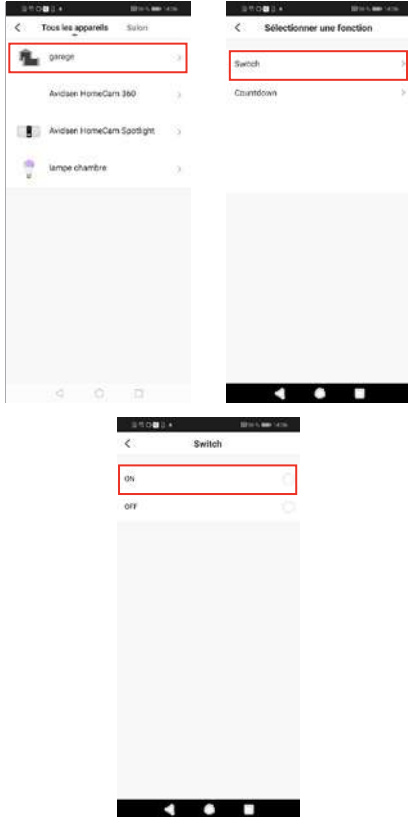 Tous les appareils Salon
garage
Avidsen HomeCam 360
Avidsen HomeCam Spotlight
lampe chambre
Sélectionner une fonction
Switch
Countdown
Switch
ON
OFF